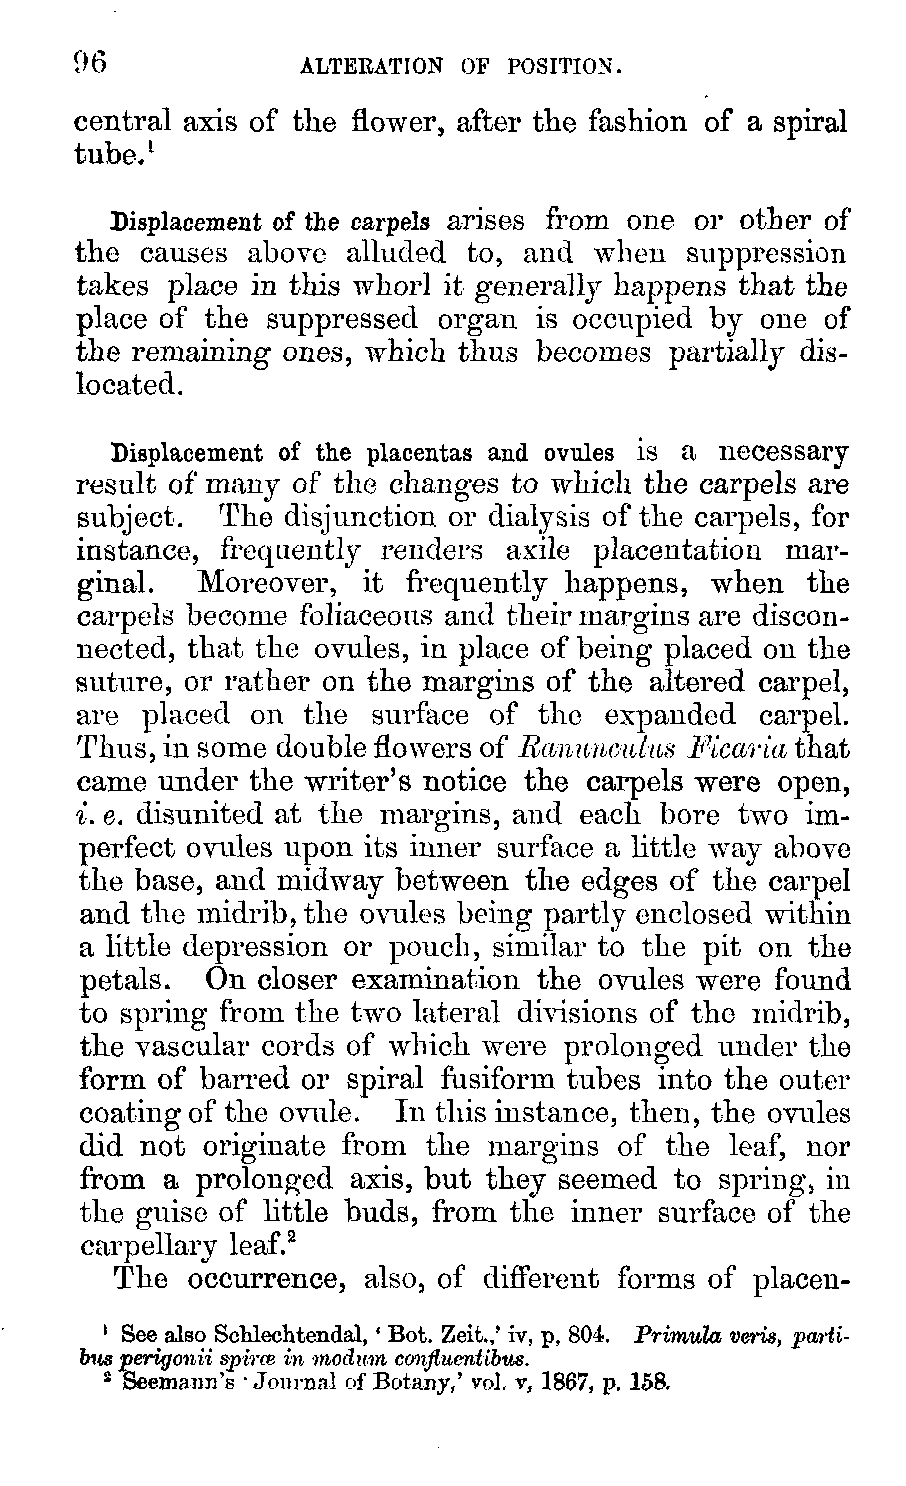 96 ALTERATION OF POSITION.
central axis of the flower, after the fashion of a spiral
tube.¹
Displacement of the carpels arises from one or other of
the causes above alluded to, and when suppression
takes place in this whorl it generally happens that the
place of the suppressed organ is occupied by one of
the remaining ones, which thus becomes partially dis-
located.
Displacement of the placentas and ovules is a necessary
result of many of the changes to which the carpels are
subject. The disjunction or dialysis of the carpels, for
instance, frequently renders axile placentation mar-
ginal. Moreover, it frequently happens, when the
carpels become foliaceous and their margins are discon-
nected, that the ovules, in place of being placed on the
suture, or rather on the margins of the altered carpel,
are placed on the surface of the expanded carpel.
Thus, in some double flowers of Ranunculus Ficaria that
came under the writer's notice the carpels were open,
i. e. disunited at the margins, and each bore two im-
perfect ovules upon its inner surface a little way above
the base, and midway between the edges of the carpel
and the midrib, the ovules being partly enclosed within
a little depression or pouch, similar to the pit on the
petals. On closer examination the ovules were found
to spring from the two lateral divisions of the midrib,
the vascular cords of which were prolonged under the
form of barred or spiral fusiform tubes into the outer
coating of the ovule. In this instance, then, the ovules
did not originate from the margins of the leaf, nor
from a prolonged axis, but they seemed to spring, in
the guise of little buds, from the inner surface of the
carpellary leaf.²
The occurrence, also, of different forms of placen-
¹ See also Schlechtendal, ‘Bot. Zeit.,’ iv, p, 804. Primula veris, parti-
bus perigonii spiræ in modum confluentibus.
² Seemann's ‘Journal of Botany,’ vol. v, 1867, p. 158.